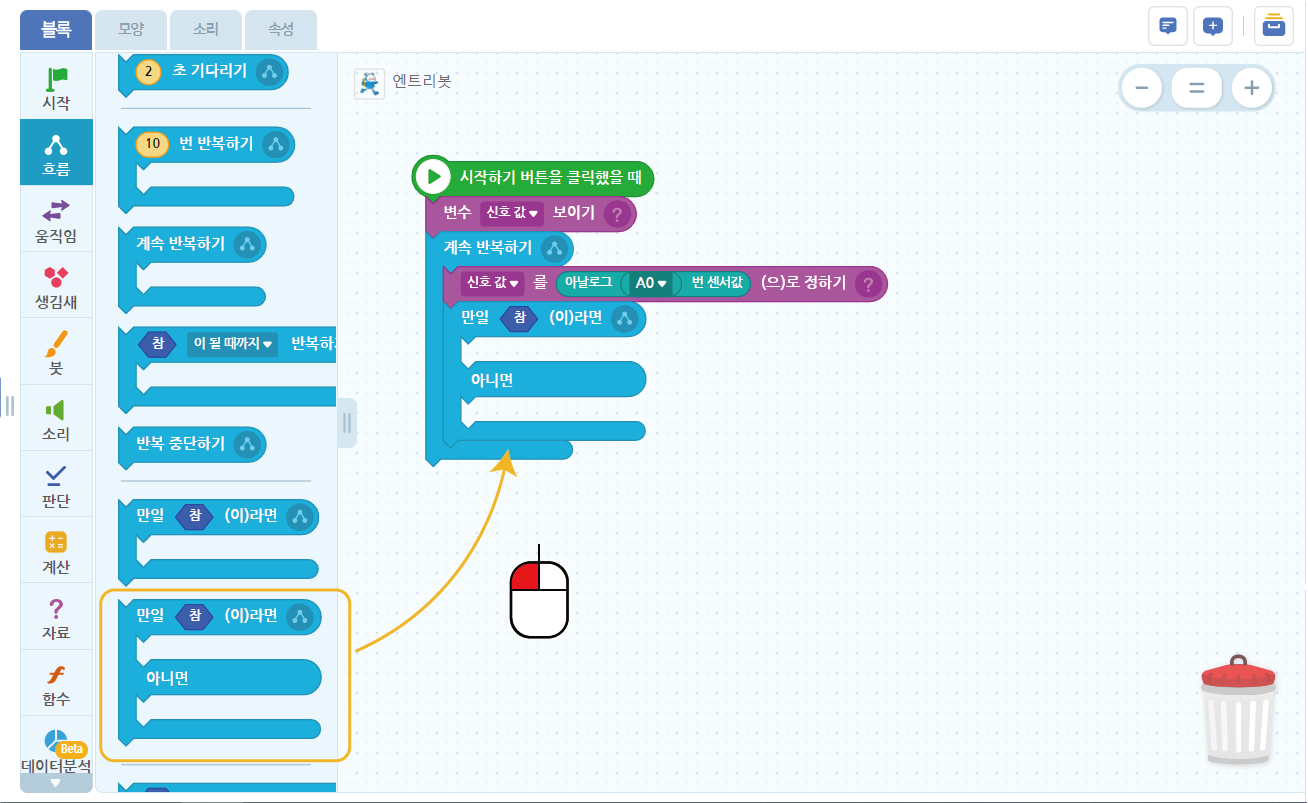 블록
모양
소리
속성
시작
흐름
움직임
생김새
붓
소리
판단
계산
자료
함수
Beta
데이터분석
2 초 기다리기
10 번 반복하기
계속 반복하기
참 이 될 때까지 ▼ 반복하
반복 중단하기
만일 참 (이)라면
만일 참 (이)라면
아니면
엔트리봇
시작하기 버튼을 클릭했을 때
변수 신호 값 ▼ 보이기 ?
계속 반복하기
신호 값 ▼ 를 아날로그 A0 ▼ 번 센서값 (으)로 정하기 ?
만일 참 (이)라면
아니면